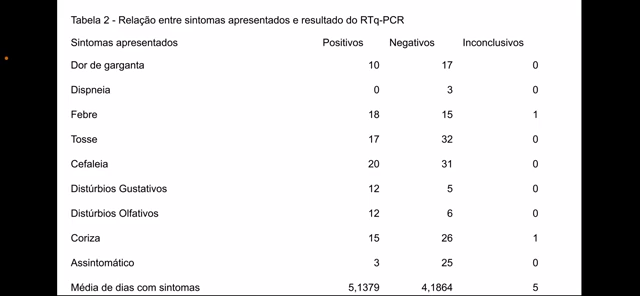 Tabela 2 - Relação entre sintomas apresentados e resultado do RTq-PCR
Sintomas apresentados Positivos Negativos Inconclusivos
Dor de garganta 10 17 0
Dispneia 0 3 0
Febre 18 15 1
Tosse 17 32 0
Cefaleia 20 31 0
Distúrbios Gustativos 12 5 0
Distúrbios Olfativos 12 6 0
Coriza 15 26 1
Assintomático 3 25 0
Média de dias com sintomas 5,1379 4,1864 5